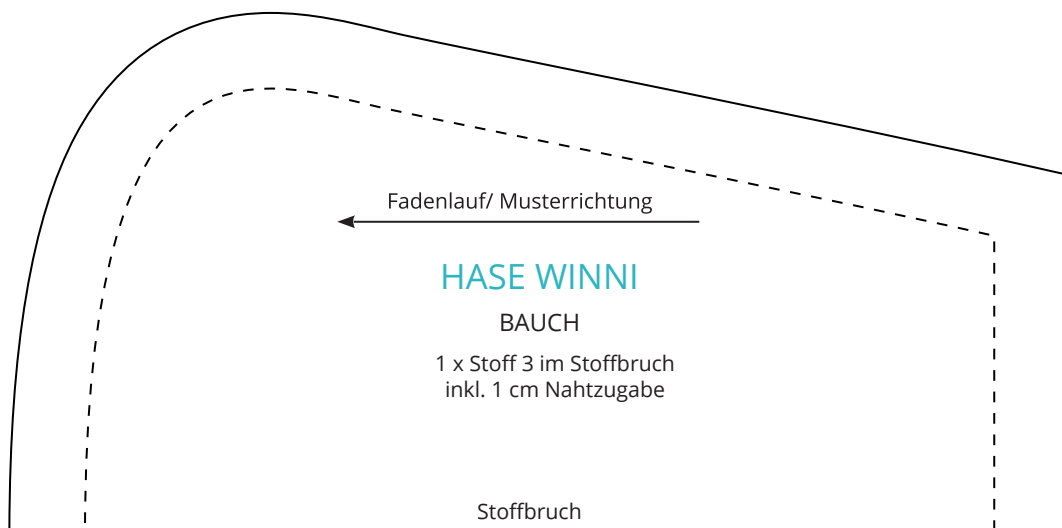 Fadenlauf/ Musterrichtung
HASE WINNI
BAUCH
1 x Stoff 3 im Stoffbruch
inkl. 1 cm Nahtzugabe
Stoffbruch